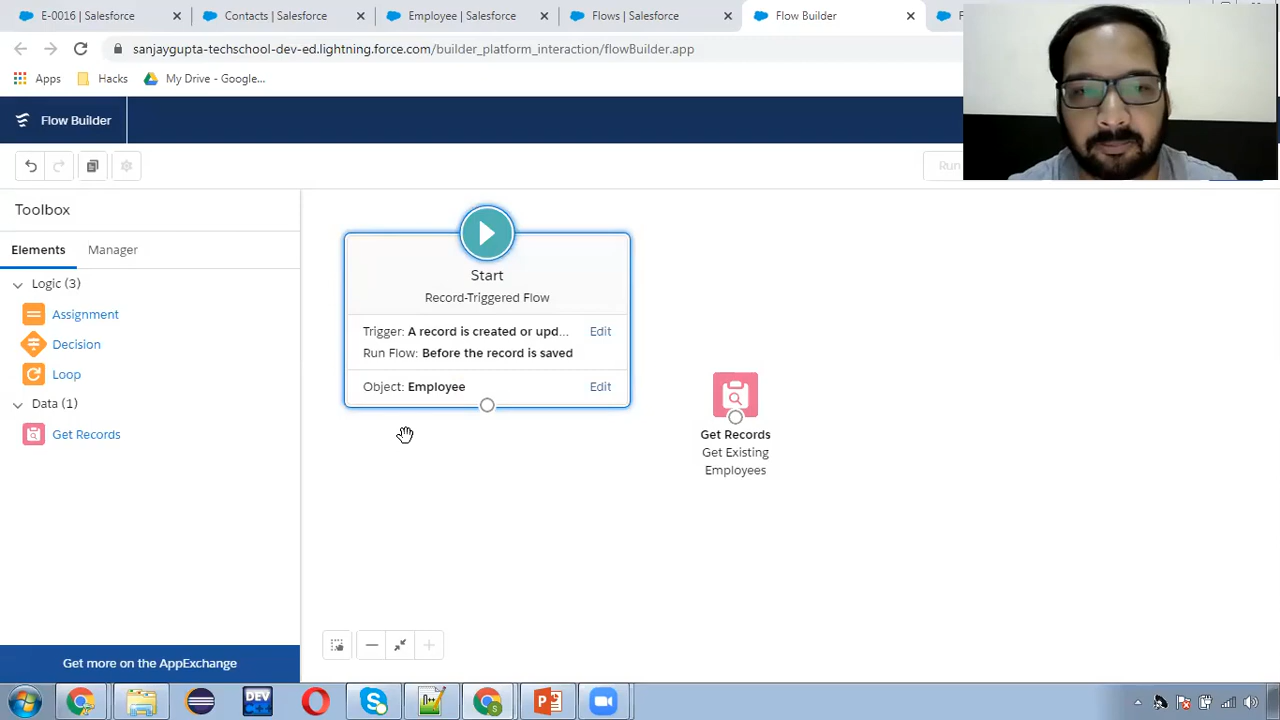 E-0016 | Salesforce
Contacts | Salesforce
Employee | Salesforce
Flows | Salesforce
Flow Builder
sanjaygupta-techschool-dev-ed.lightning.force.com/builder_platform_interaction/flowBuilder.app
Apps
Hacks
My Drive - Google...
Flow Builder
Run
Toolbox
Elements
Manager
Logic (3)
Assignment
Decision
Loop
Data (1)
Get Records
Start
Record-Triggered Flow
Trigger: A record is created or upd... Edit
Run Flow: Before the record is saved
Object: Employee Edit
Get Records
Get Existing
Employees
Get more on the AppExchange
DEV
C++